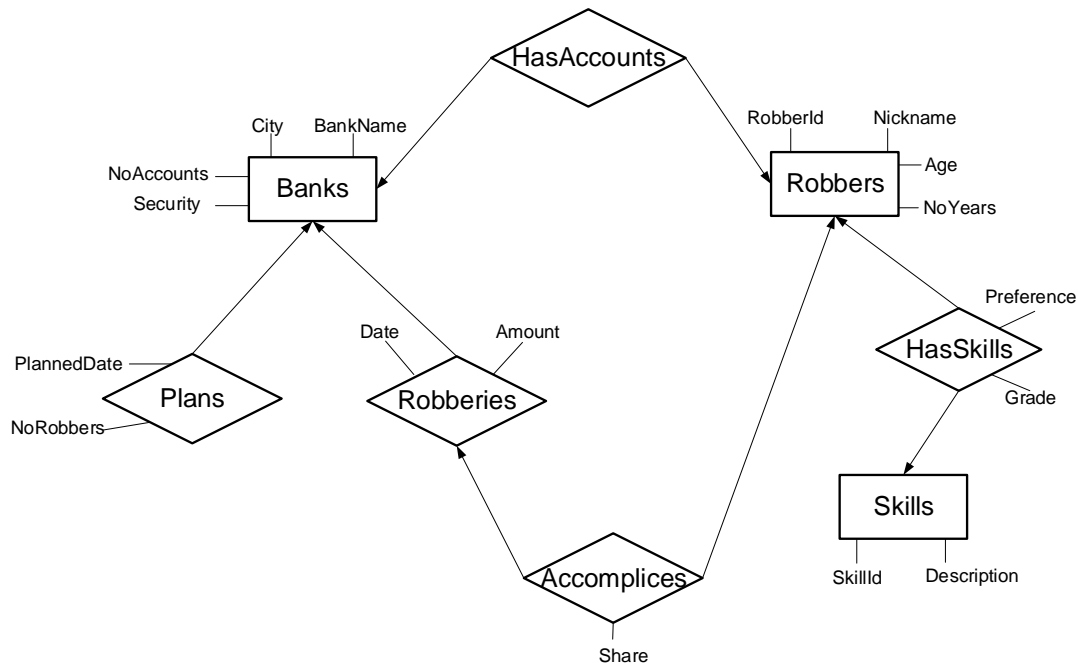 HasAccounts
City
BankName
NoAccounts
Security
Banks
RobberId
Nickname
Age
NoYears
Robbers
Preference
HasSkills
Grade
Date
Amount
PlannedDate
Plans
NoRobbers
Robberies
Skills
SkillId
Description
Accomplices
Share